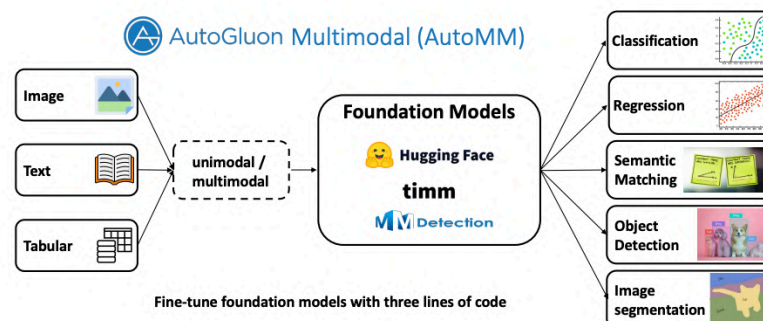 AutoGluon Multimodal (AutoMM)
Image
Text
Tabular
unimodal /
multimodal
Foundation Models
Hugging Face
timm
MM Detection
Classification
Regression
Semantic
Matching
Object
Detection
Image
segmentation
Fine-tune foundation models with three lines of code